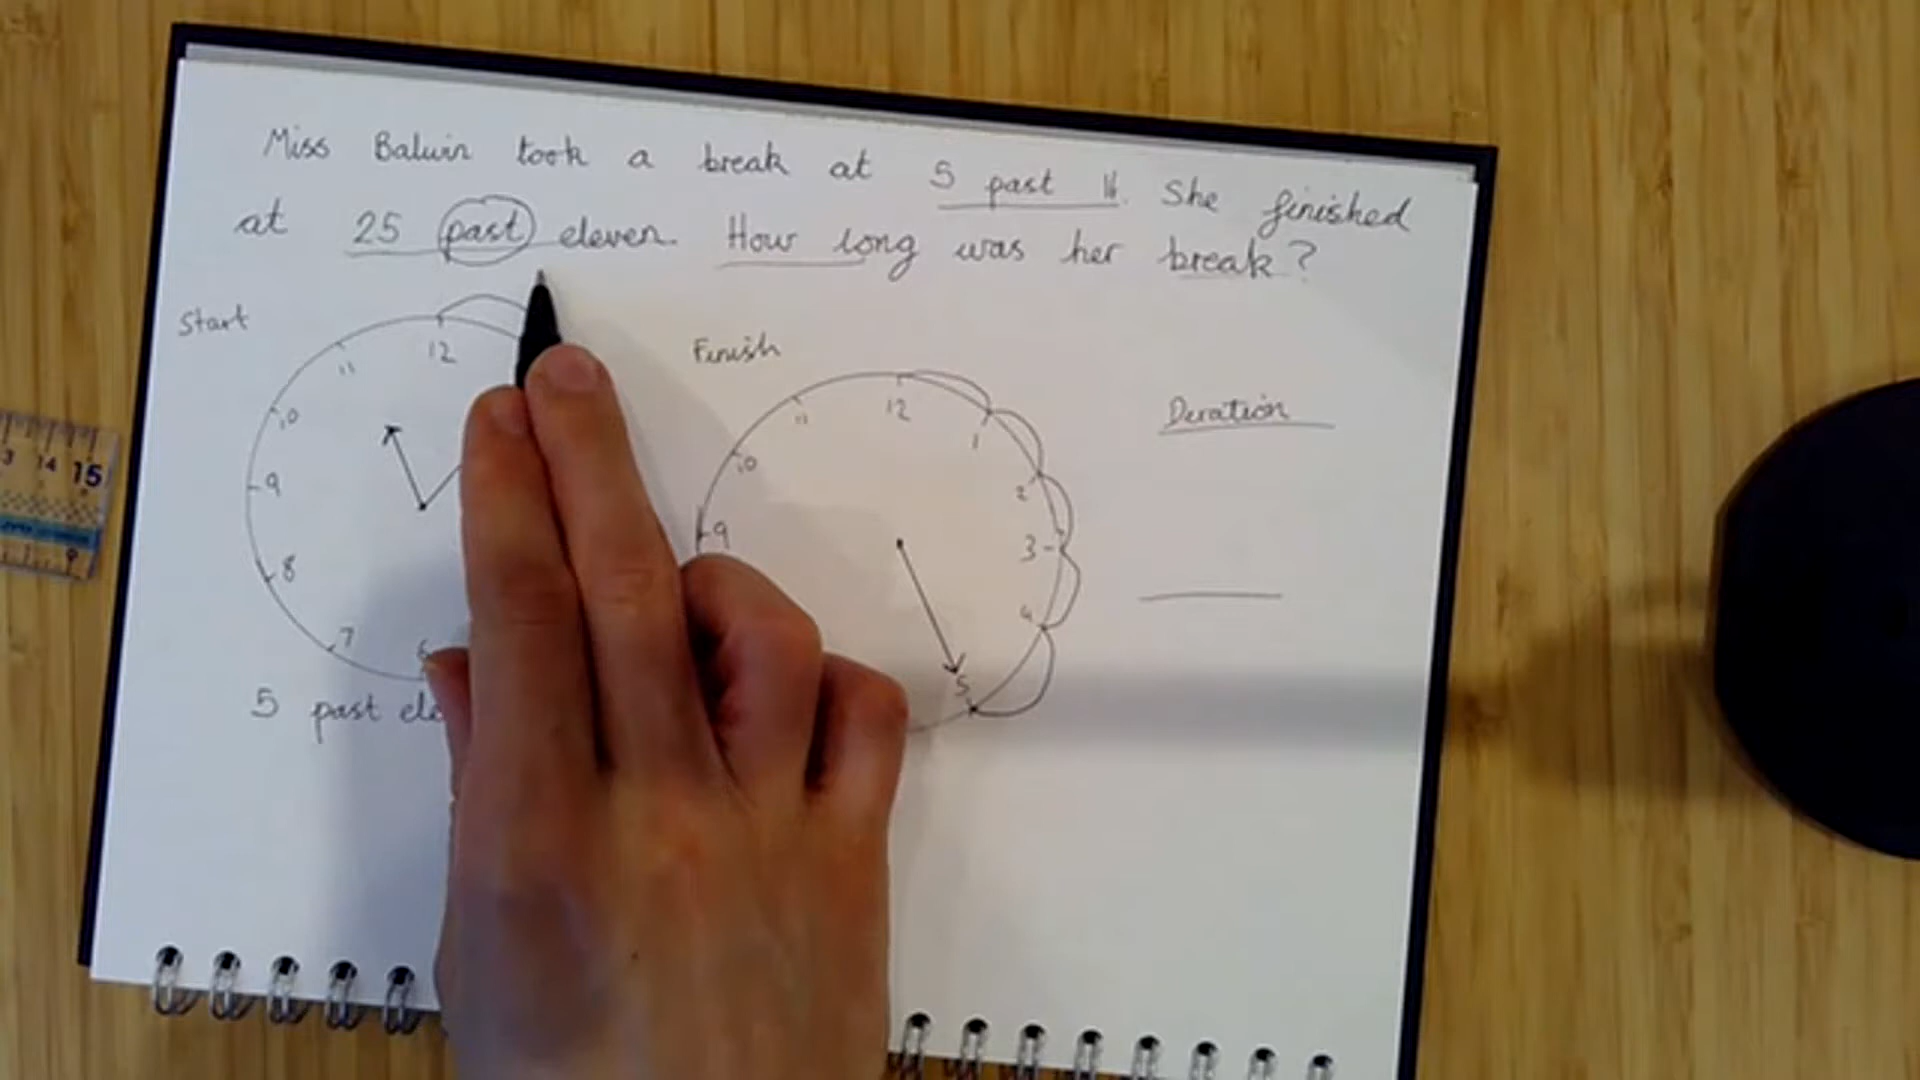 Miss Balwin took a break at 5 past 11. She finished
at 25 past eleven. How long was her break?
Start
Finish
Duration
12
11
10
9
8
7
6
12
11
10
9
1
2
3
4
5
5 past
13 14 15